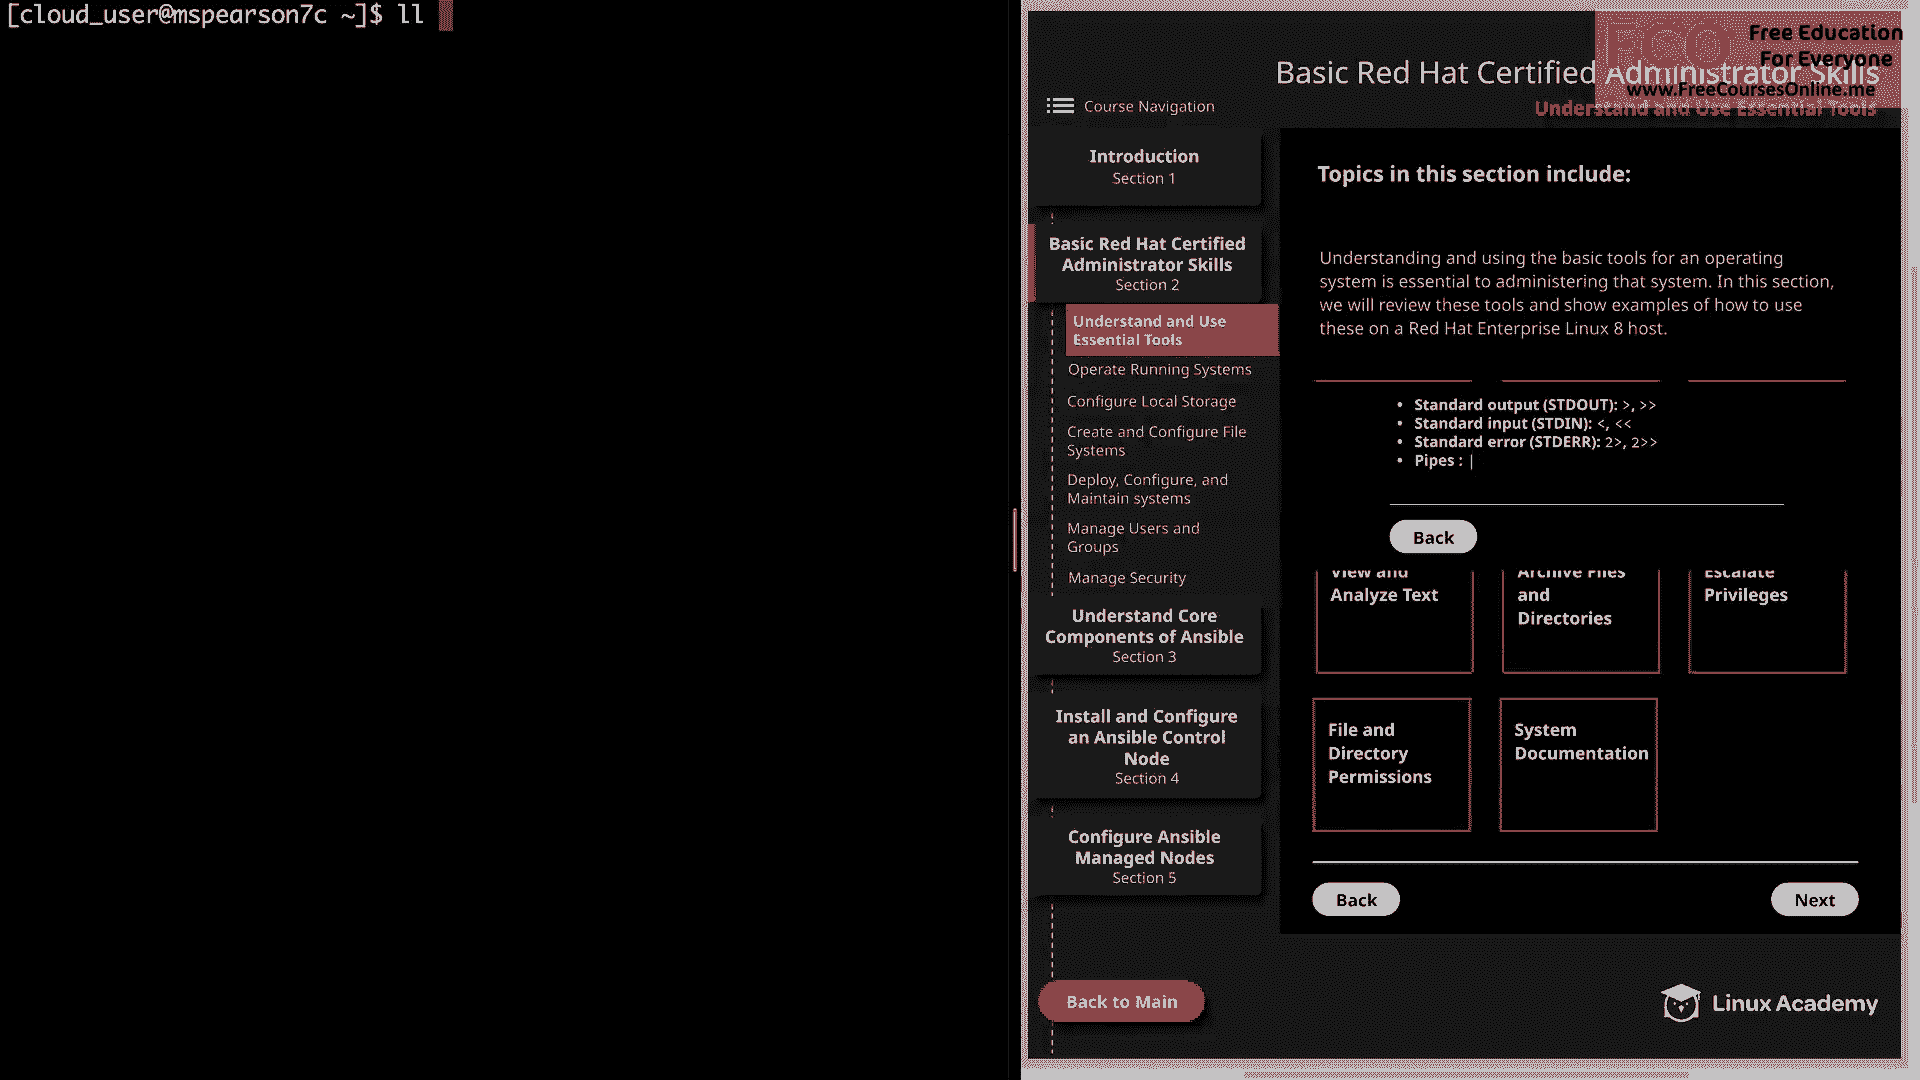 [cloud_user@mspearson7c ~]$ ll
Free Education
For Everyone
www.FreeCoursesOnline.me
FCO
Basic Red Hat Certified Administrator Skills
Understand and Use Essential Tools
Course Navigation
Introduction
Section 1
Basic Red Hat Certified
Administrator Skills
Section 2
Understand and Use
Essential Tools
Operate Running Systems
Configure Local Storage
Create and Configure File
Systems
Deploy, Configure, and
Maintain systems
Manage Users and
Groups
Manage Security
Understand Core
Components of Ansible
Section 3
Install and Configure
an Ansible Control
Node
Section 4
Configure Ansible
Managed Nodes
Section 5
Back to Main
Topics in this section include:
Understanding and using the basic tools for an operating
system is essential to administering that system. In this section,
we will review these tools and show examples of how to use
these on a Red Hat Enterprise Linux 8 host.
• Standard output (STDOUT): >, >>
• Standard input (STDIN): <, <<
• Standard error (STDERR): 2>, 2>>
• Pipes : |
Back
View and
Analyze Text
Archive Files
and
Directories
Escalate
Privileges
File and
Directory
Permissions
System
Documentation
Back
Next
Linux Academy